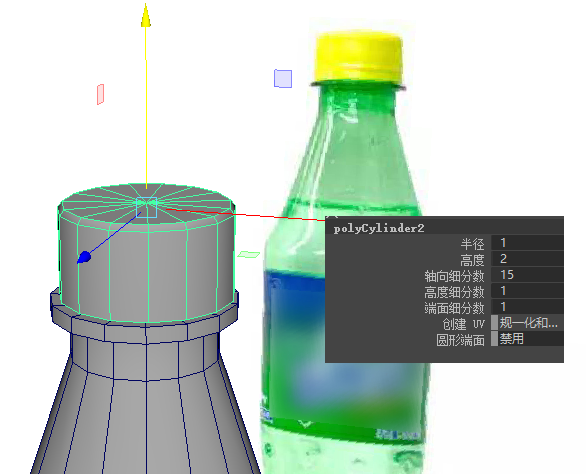 polyCylinder2
半径 1
高度 2
轴向细分数 15
高度细分数 1
端面细分数 1
创建 UV 规一化和...
圆形端面 禁用